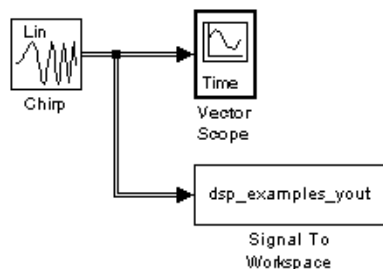 Lin
Chirp
Time
Vector
Scope
dsp_examples_yout
Signal To
Workspace